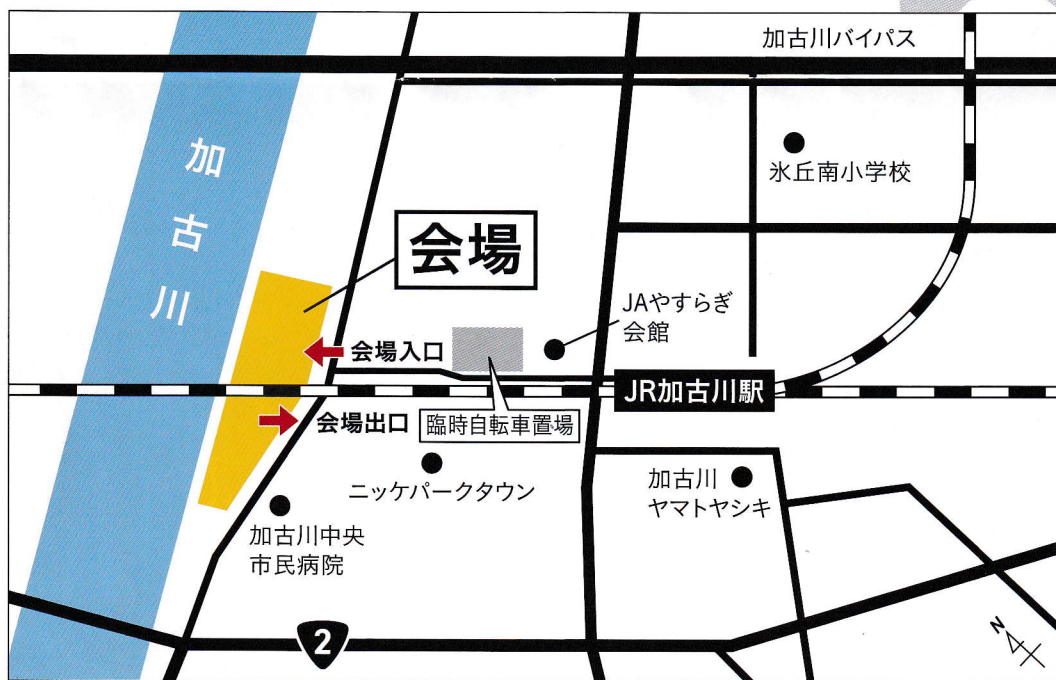 加古川バイパス
加古川
氷丘南小学校
会場
JAやすらぎ
会館
会場入口
JR加古川駅
会場出口
臨時自転車置場
ニッケパークタウン
加古川
ヤマトヤシキ
加古川中央
市民病院
2
N